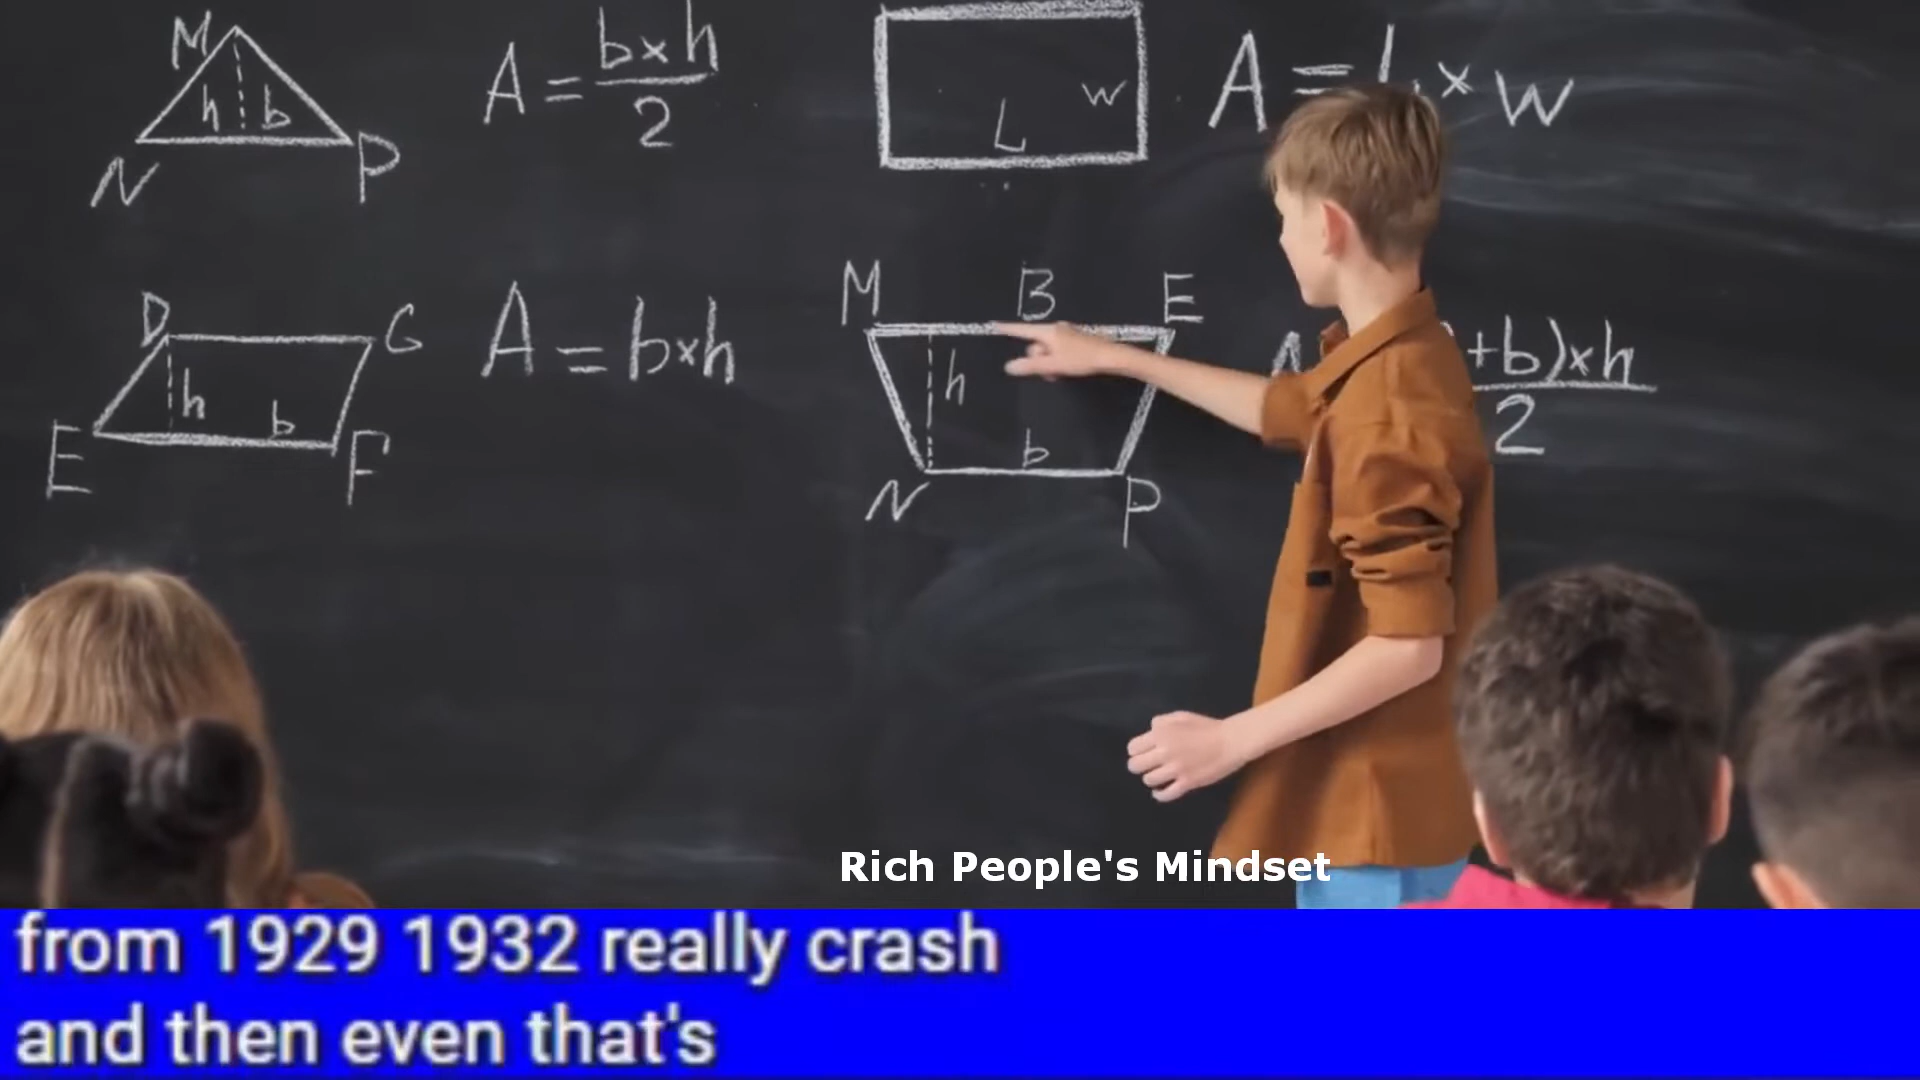 M
h b
N P
A = b×h
2
L w
A = L × w
D G
h b
E F
A = b×h
M B E
h
b
N P
+b)×h
2
Rich People's Mindset
from 1929 1932 really crash
and then even that's